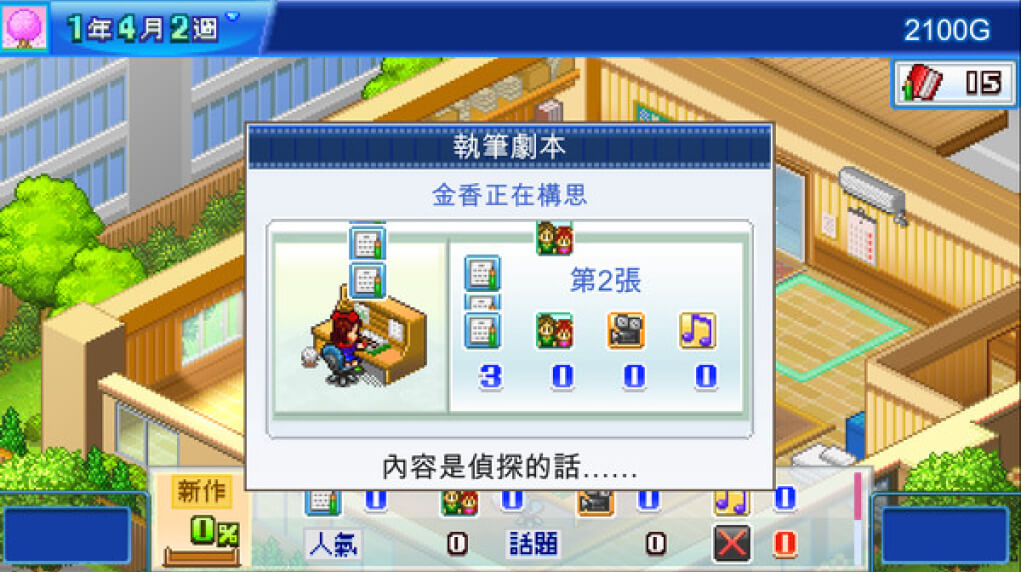 1年4月2週
2100G
15
執筆劇本
金香正在構思
第2張
3 0 0 0
內容是偵探的話......
新作
0 0 0 0
0%
人氣 0 話題 0 0